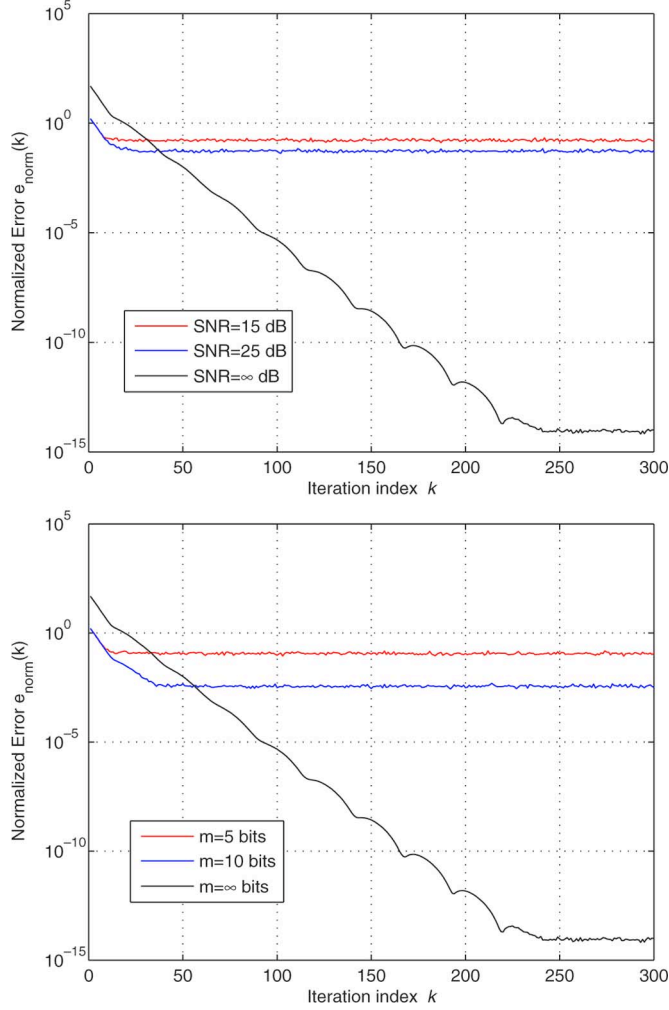 10^5
10^0
10^-5
10^-10
10^-15
Normalized Error e_norm(k)
SNR=15 dB
SNR=25 dB
SNR=∞ dB
0 50 100 150 200 250 300
Iteration index k
10^5
10^0
10^-5
10^-10
10^-15
Normalized Error e_norm(k)
m=5 bits
m=10 bits
m=∞ bits
0 50 100 150 200 250 300
Iteration index k